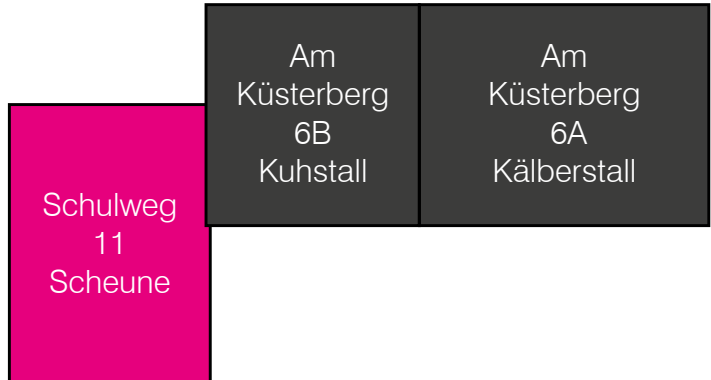 Am
Küsterberg
6B
Kuhstall
Am
Küsterberg
6A
Kälberstall
Schulweg
11
Scheune